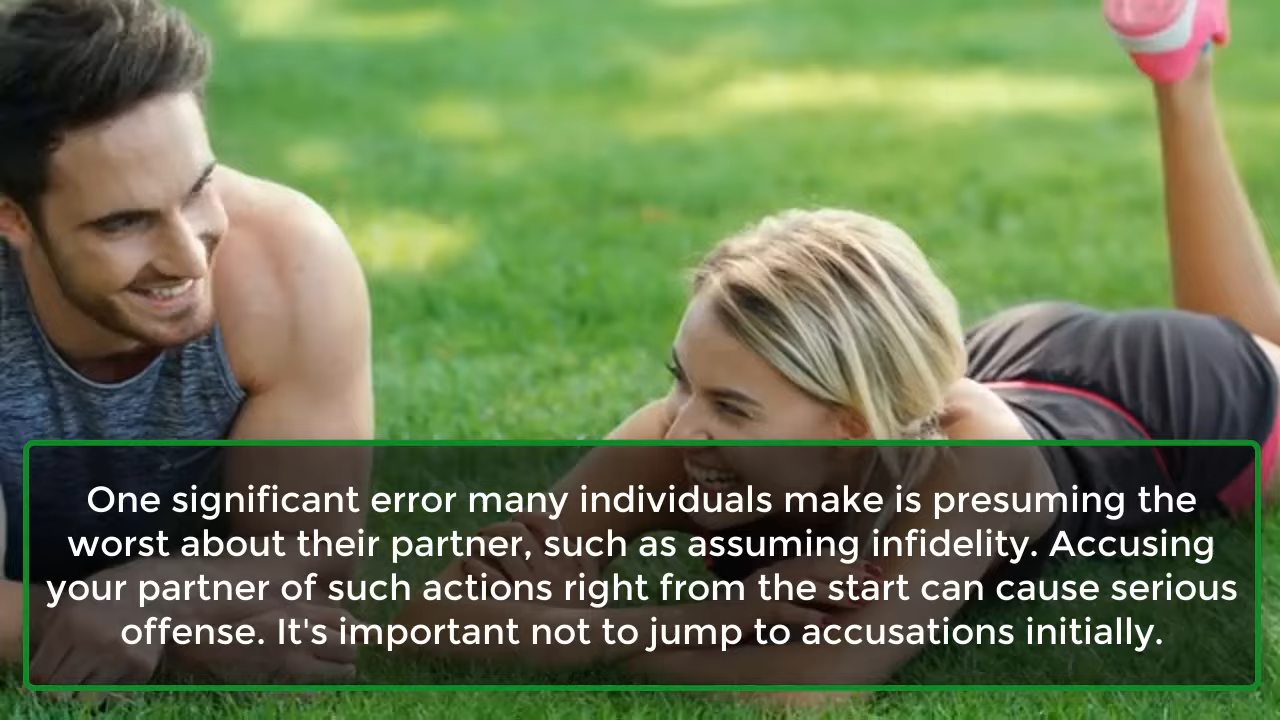 One significant error many individuals make is presuming the
worst about their partner, such as assuming infidelity. Accusing
your partner of such actions right from the start can cause serious
offense. It's important not to jump to accusations initially.